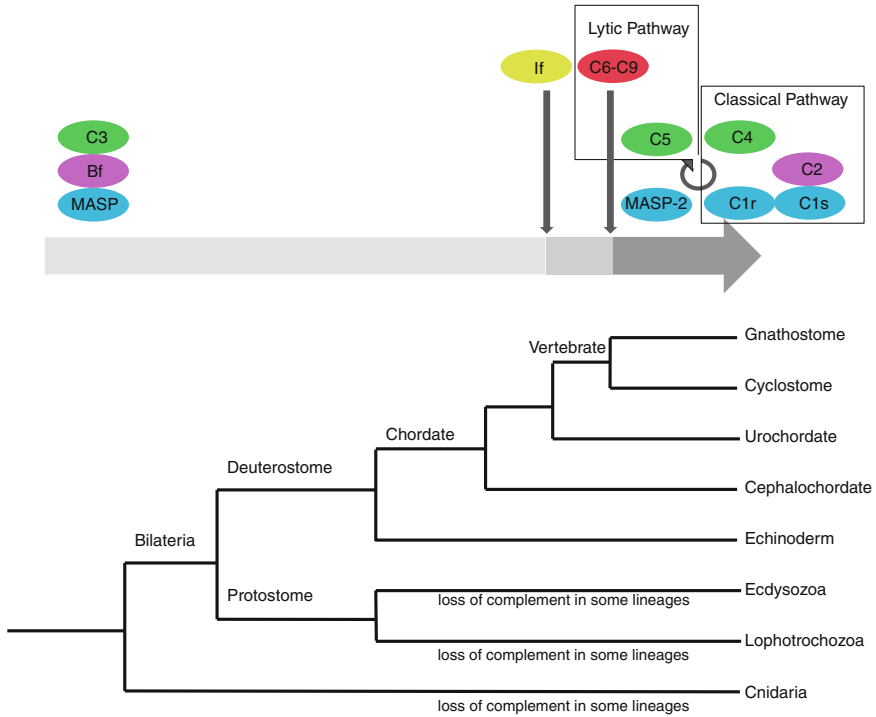 Lytic Pathway
If
C6-C9
Classical Pathway
C3
C5
C4
Bf
C2
MASP
MASP-2
C1r
C1s
Gnathostome
Vertebrate
Cyclostome
Chordate
Urochordate
Deuterostome
Cephalochordate
Bilateria
Echinoderm
Protostome
Ecdysozoa
loss of complement in some lineages
Lophotrochozoa
loss of complement in some lineages
Cnidaria
loss of complement in some lineages